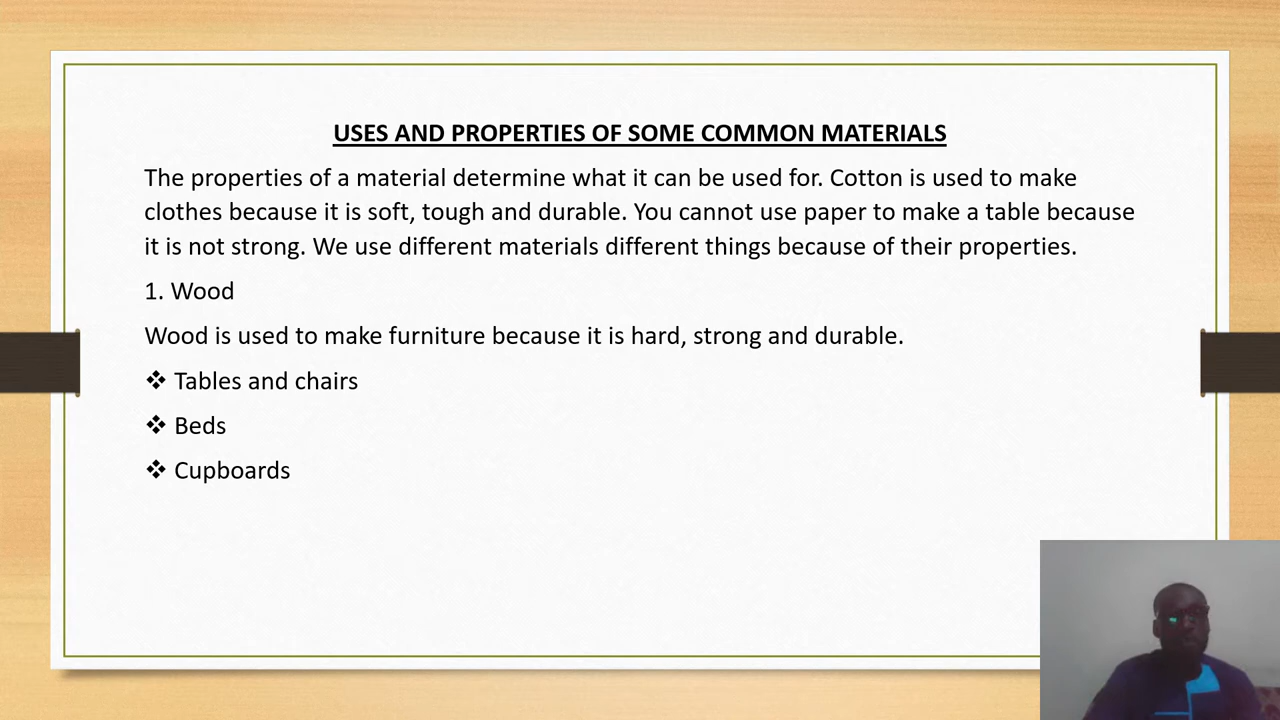 USES AND PROPERTIES OF SOME COMMON MATERIALS
The properties of a material determine what it can be used for. Cotton is used to make
clothes because it is soft, tough and durable. You cannot use paper to make a table because
it is not strong. We use different materials different things because of their properties.
1. Wood
Wood is used to make furniture because it is hard, strong and durable.
❖ Tables and chairs
❖ Beds
❖ Cupboards